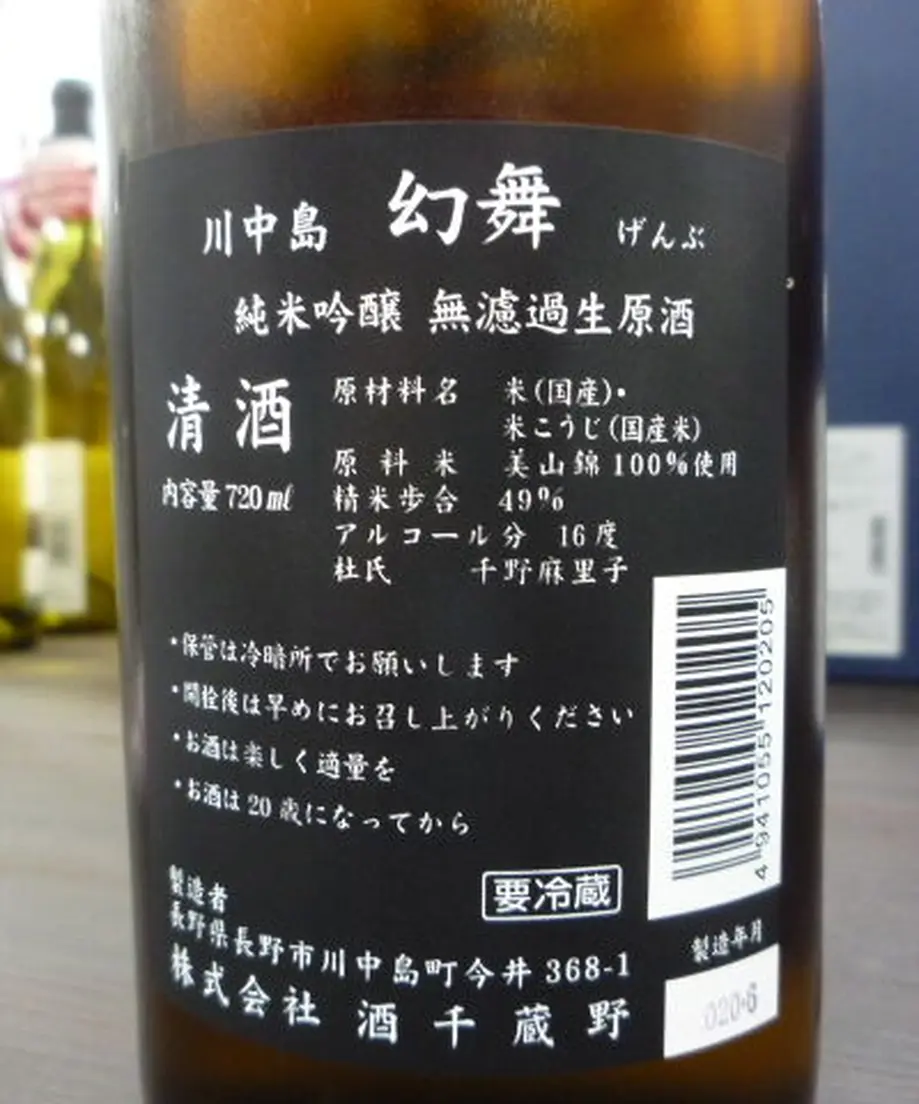 川中島 幻舞 げんぶ
純米吟醸 無濾過生原酒
清酒
内容量720ml
原材料名 米(国産)・
米こうじ(国産米)
原料米 美山錦100%使用
精米歩合 49%
アルコール分 16度
杜氏 千野麻里子
・保管は冷暗所でお願いします
・開栓後は早めにお召し上がりください
・お酒は楽しく適量を
・お酒は20歳になってから
要冷蔵
4941055120205
製造者
長野県長野市川中島町今井368-1
株式会社 酒千蔵野
製造年月
020・6